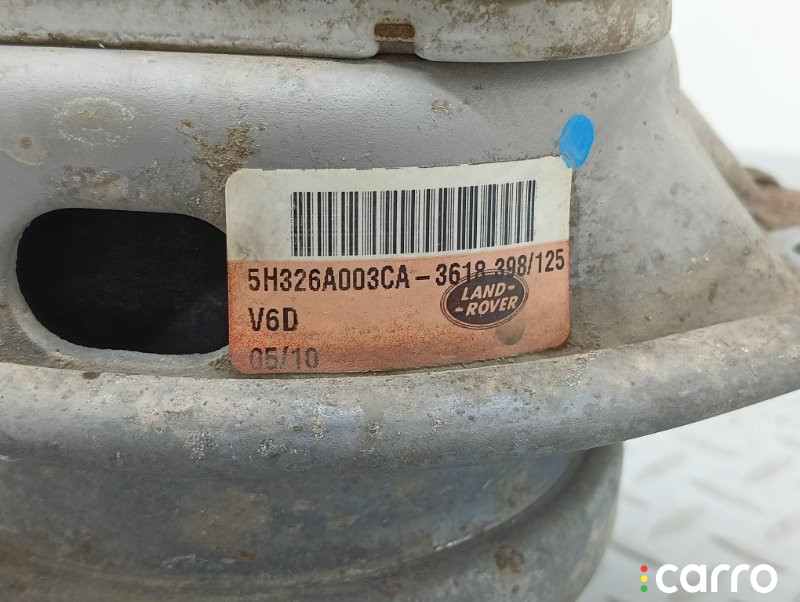 5H326A003CA-3618 398/125
LAND-
-ROVER
V6D
05/10
carro